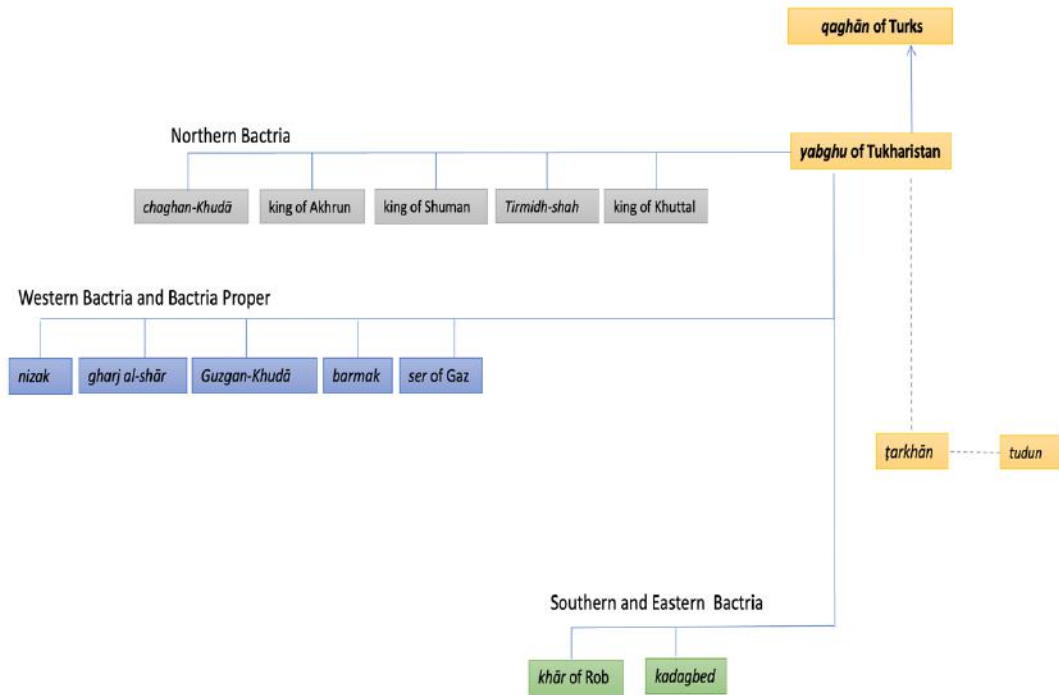 qaghān of Turks
Northern Bactria
yabghu of Tukharistan
chaghan-Khudā
king of Akhrun
king of Shuman
Tirmidh-shah
king of Khuttal
Western Bactria and Bactria Proper
nizak
gharj al-shār
Guzgan-Khudā
barmak
ser of Gaz
ṭarkhān
tudun
Southern and Eastern Bactria
khār of Rob
kadagbed